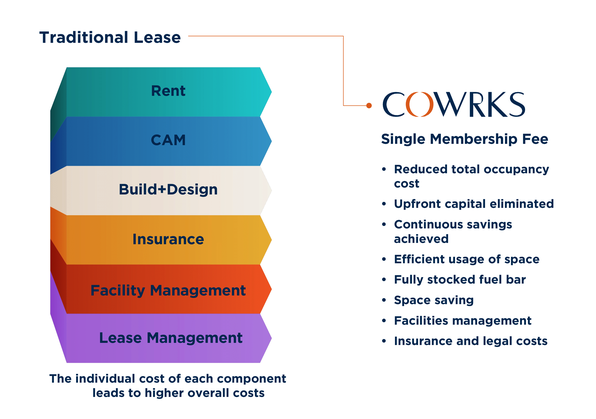 Traditional Lease
Rent
CAM
Build+Design
Insurance
Facility Management
Lease Management
The individual cost of each component
leads to higher overall costs
COWRKS
Single Membership Fee
• Reduced total occupancy
cost
• Upfront capital eliminated
• Continuous savings
achieved
• Efficient usage of space
• Fully stocked fuel bar
• Space saving
• Facilities management
• Insurance and legal costs